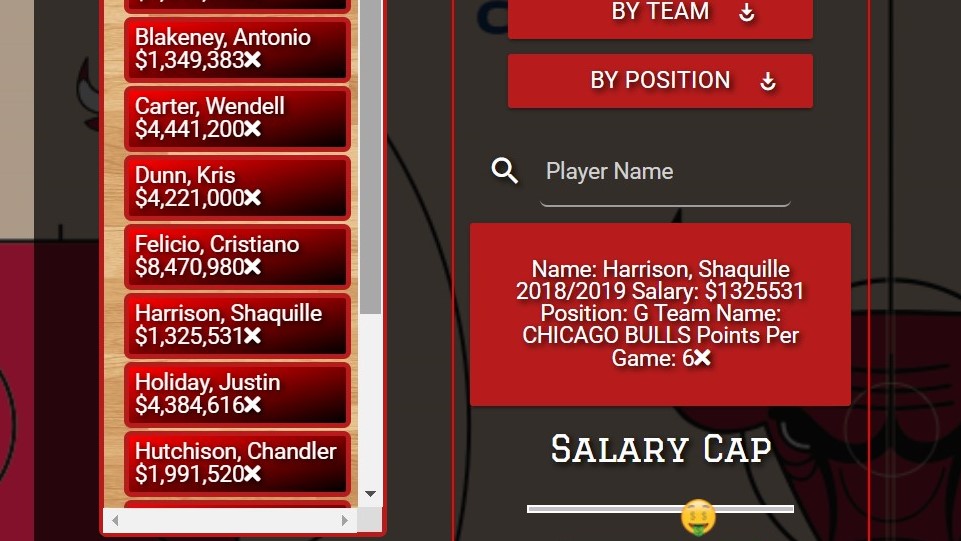 Blakeney, Antonio
$1,349,383✖
Carter, Wendell
$4,441,200✖
Dunn, Kris
$4,221,000✖
Felicio, Cristiano
$8,470,980✖
Harrison, Shaquille
$1,325,531✖
Holiday, Justin
$4,384,616✖
Hutchison, Chandler
$1,991,520✖
BY TEAM
BY POSITION
Player Name
Name: Harrison, Shaquille
2018/2019 Salary: $1325531
Position: G Team Name:
CHICAGO BULLS Points Per
Game: 6✖
Salary Cap